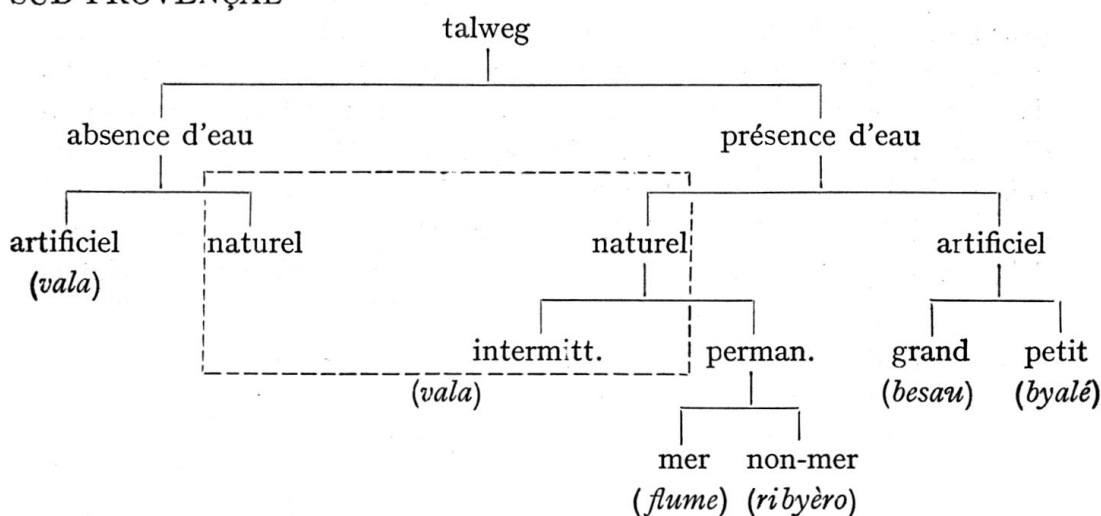 SUD-PROVENÇAL
talweg
absence d'eau présence d'eau
artificiel naturel naturel artificiel
(vala)
intermitt. perman. grand petit
(vala) (besau) (byalé)
mer non-mer
(flume) (ribyèro)